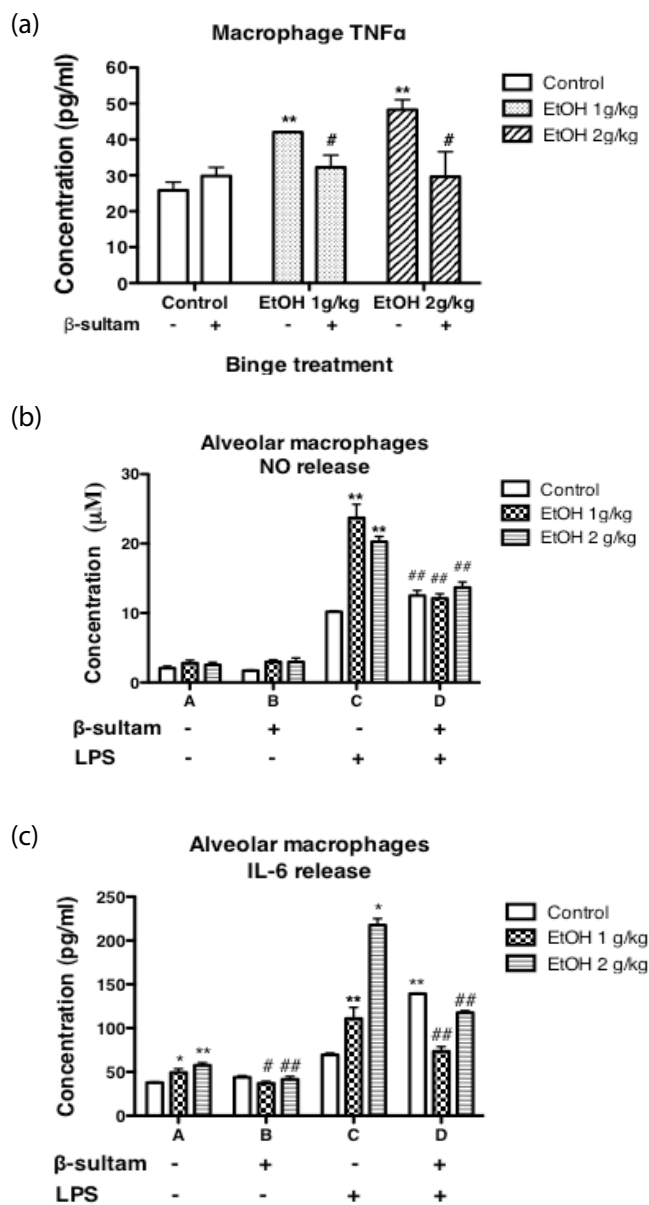 (a)
Macrophage TNFα
Concentration (pg/ml)
60
50
40
30
20
10
0
**
#
**
#
Control
EtOH 1g/kg
EtOH 2g/kg
Control EtOH 1g/kg EtOH 2g/kg
β-sultam - + - + - +
Binge treatment
(b)
Alveolar macrophages
NO release
Concentration (μM)
30
20
10
0
**
**
##
##
##
Control
EtOH 1g/kg
EtOH 2 g/kg
A B C D
β-sultam - + - +
LPS - - + +
(c)
Alveolar macrophages
IL-6 release
Concentration (pg/ml)
250
200
150
100
50
0
*
**
#
##
**
*
**
##
##
Control
EtOH 1 g/kg
EtOH 2 g/kg
A B C D
β-sultam - + - +
LPS - - + +